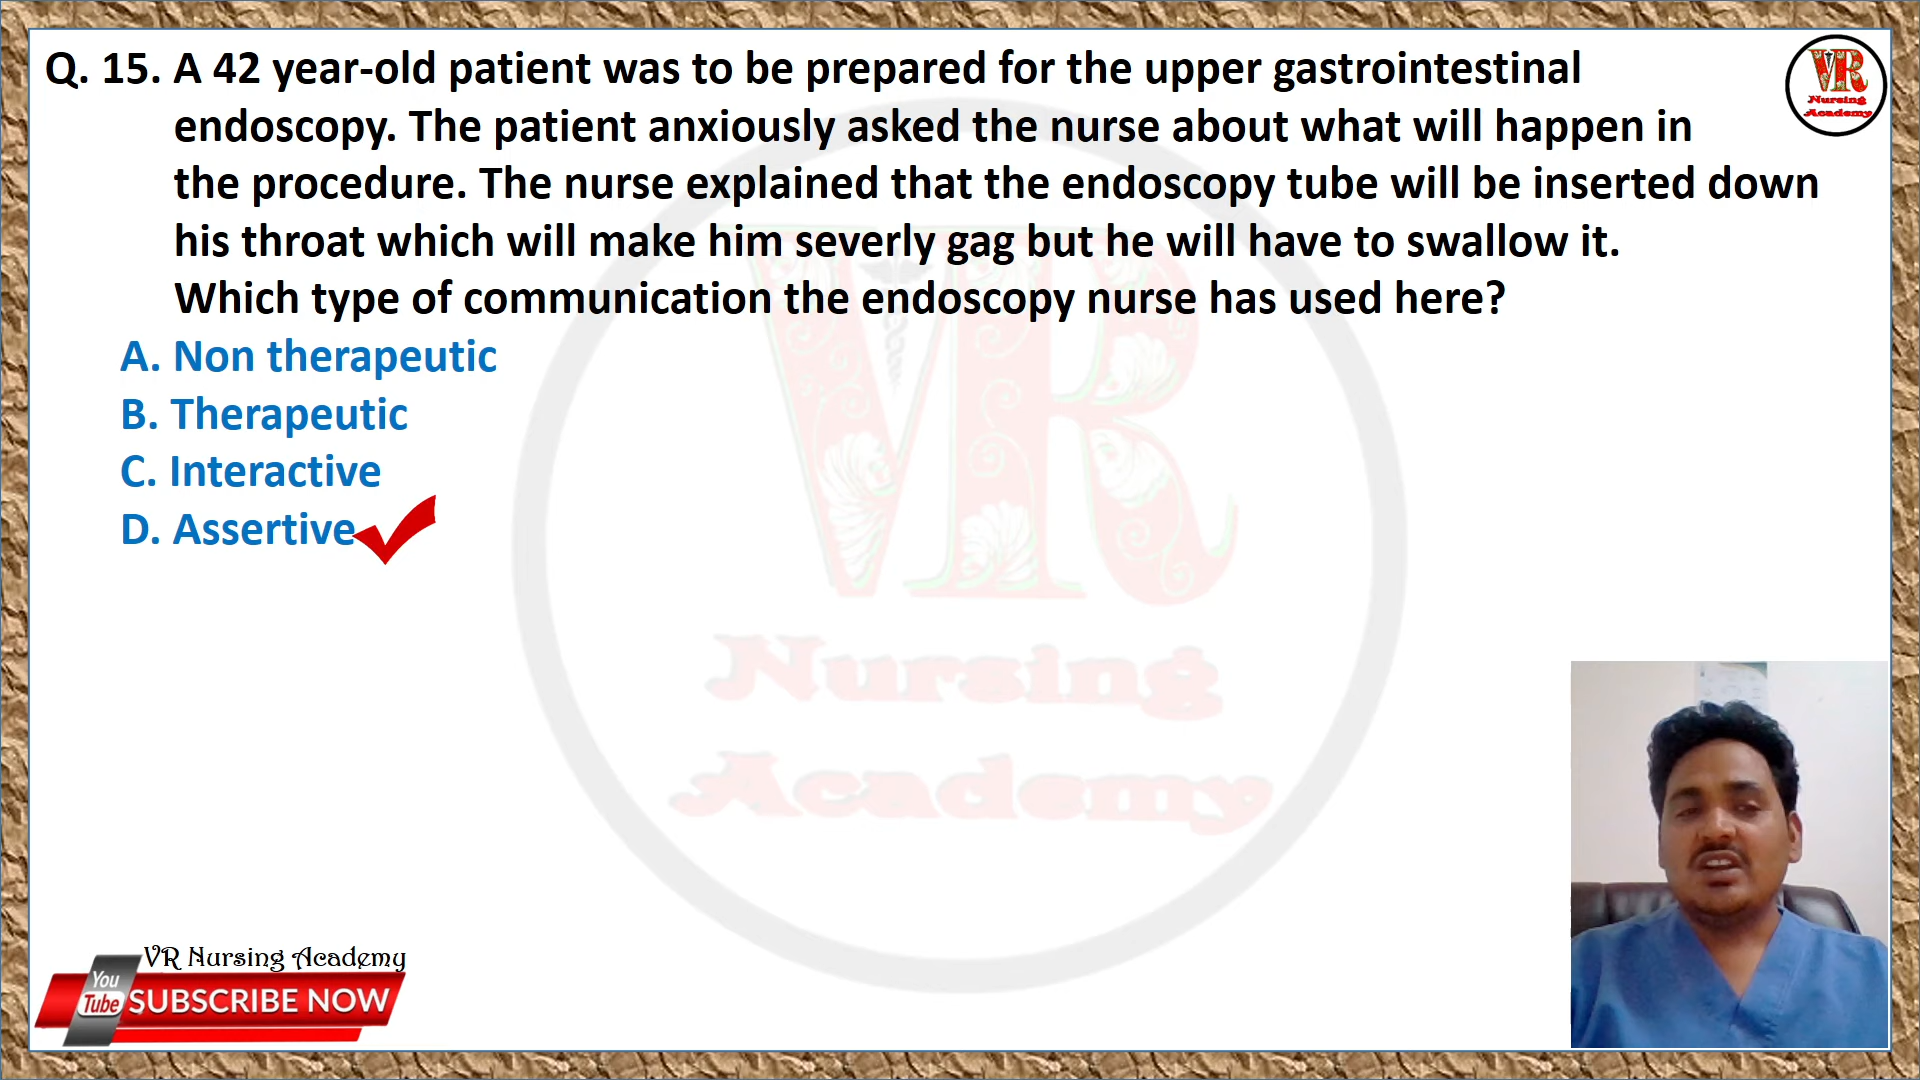 Q. 15. A 42 year-old patient was to be prepared for the upper gastrointestinal
endoscopy. The patient anxiously asked the nurse about what will happen in
the procedure. The nurse explained that the endoscopy tube will be inserted down
his throat which will make him severly gag but he will have to swallow it.
Which type of communication the endoscopy nurse has used here?
A. Non therapeutic
B. Therapeutic
C. Interactive
D. Assertive
VR
Nursing
Academy
VR
Nursing
Academy
VR Nursing Academy
You
Tube
SUBSCRIBE NOW